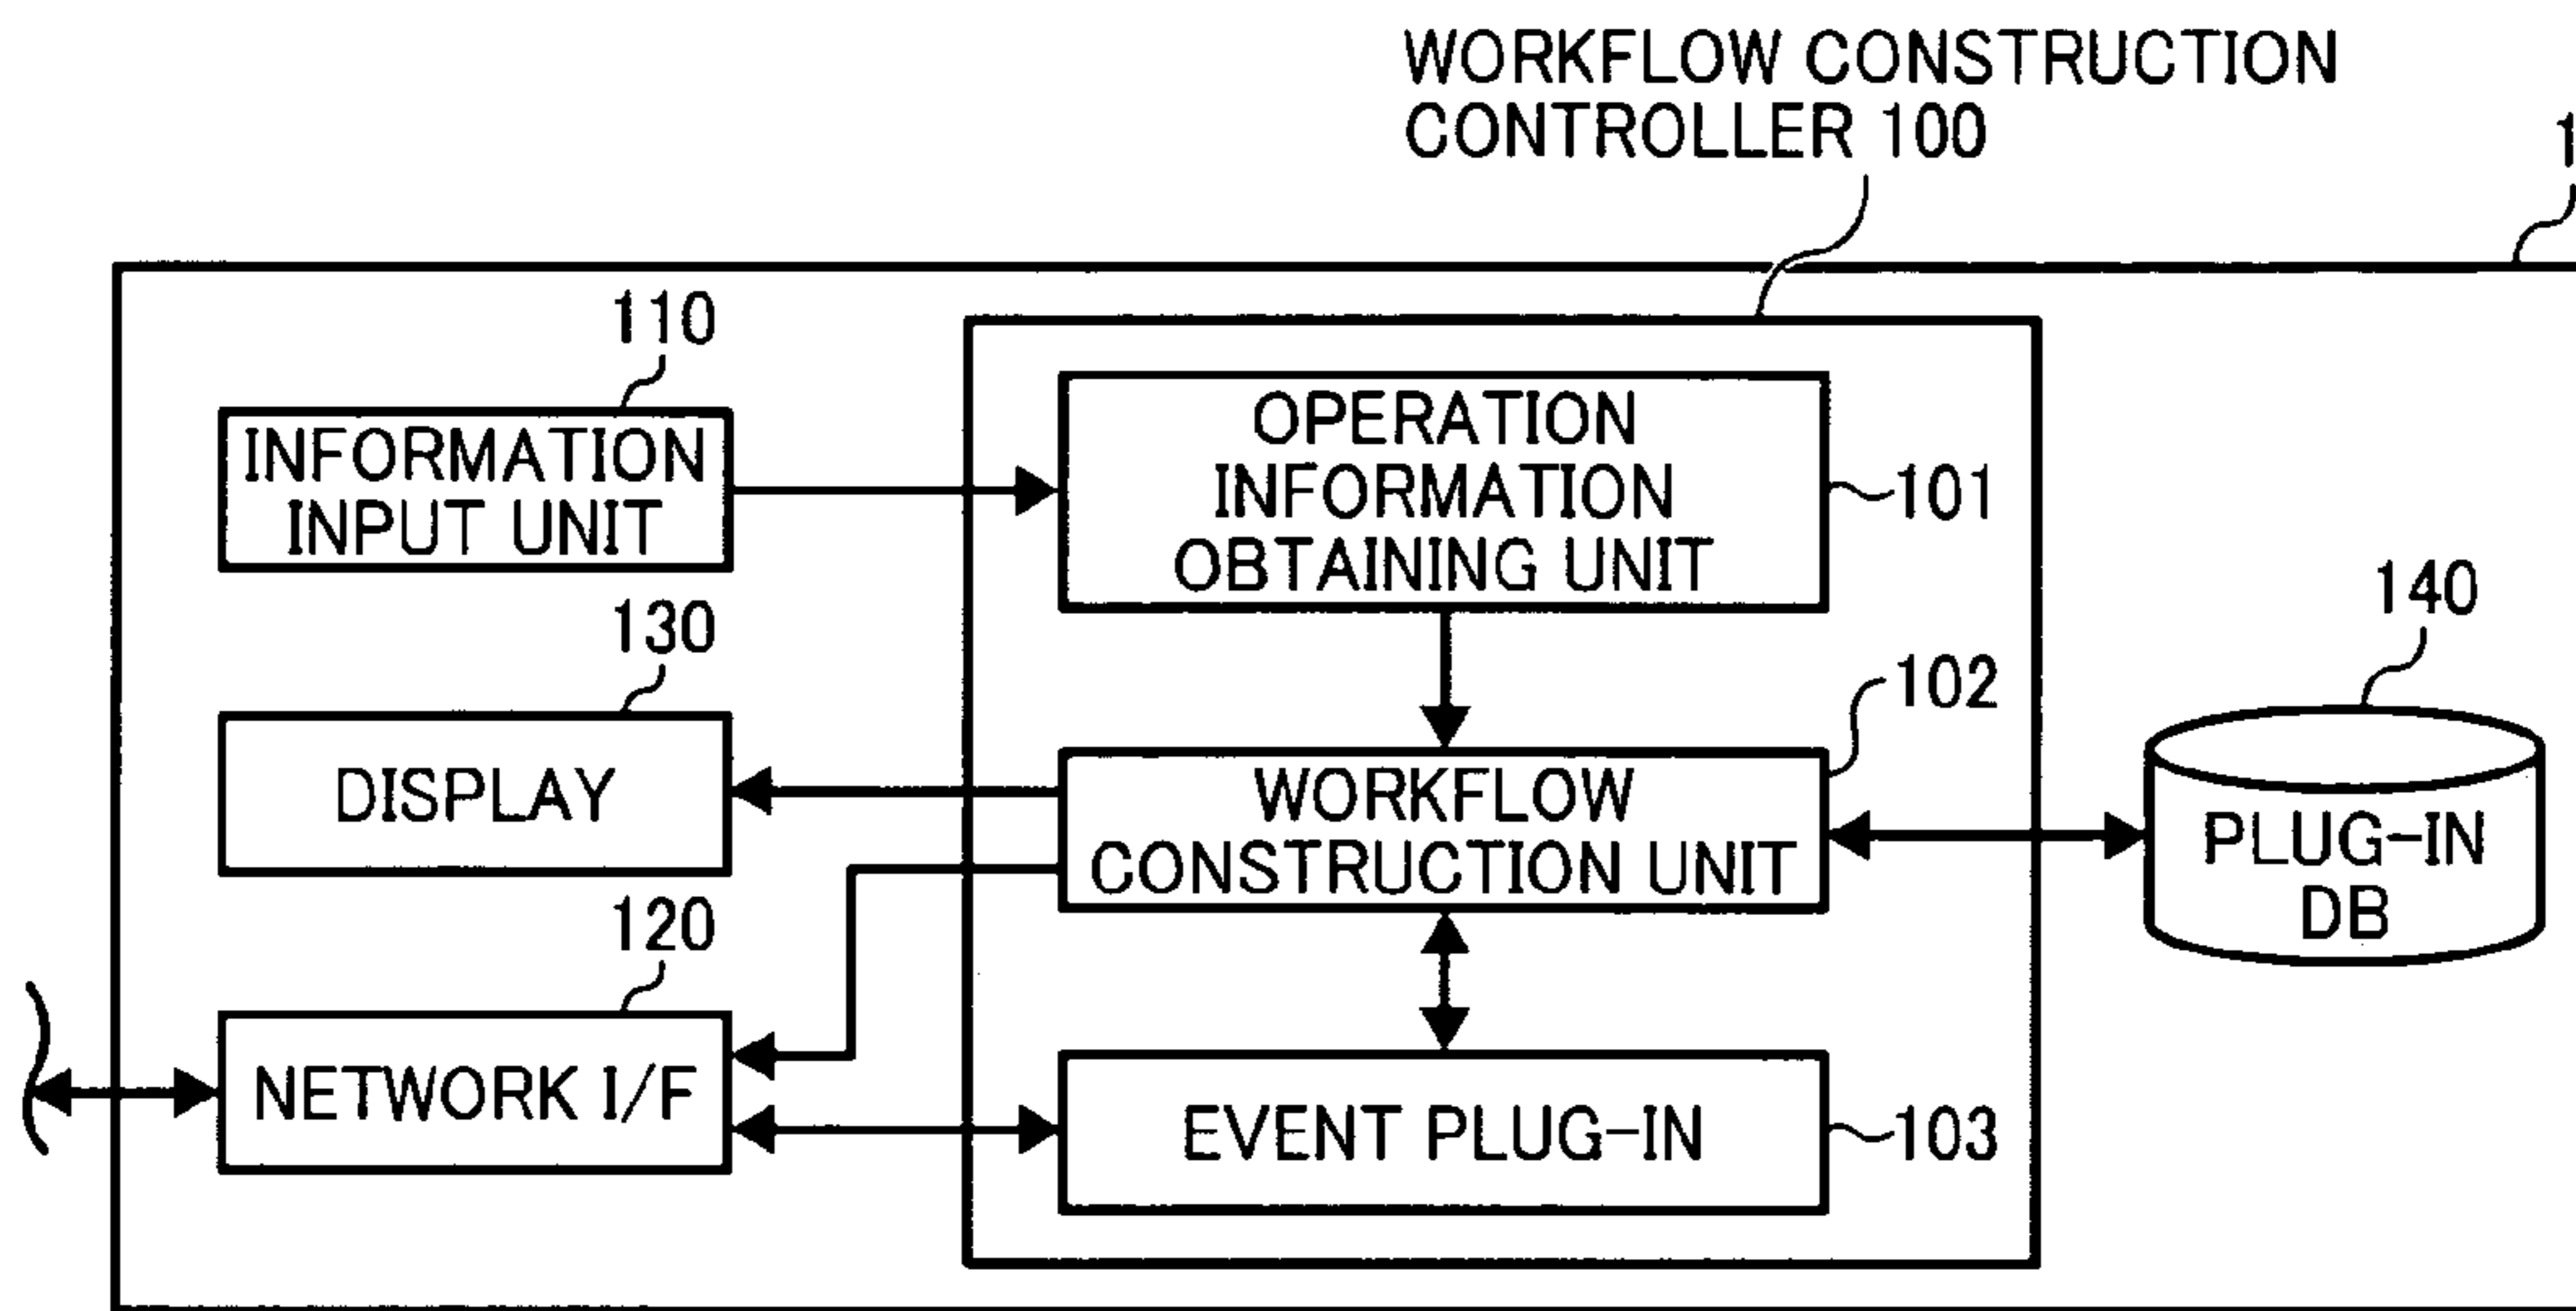 WORKFLOW CONSTRUCTION
CONTROLLER 100
1
110
INFORMATION
INPUT UNIT
OPERATION
INFORMATION
OBTAINING UNIT
101
130
DISPLAY
102
WORKFLOW
CONSTRUCTION UNIT
140
PLUG-IN
DB
120
NETWORK I/F
EVENT PLUG-IN
103